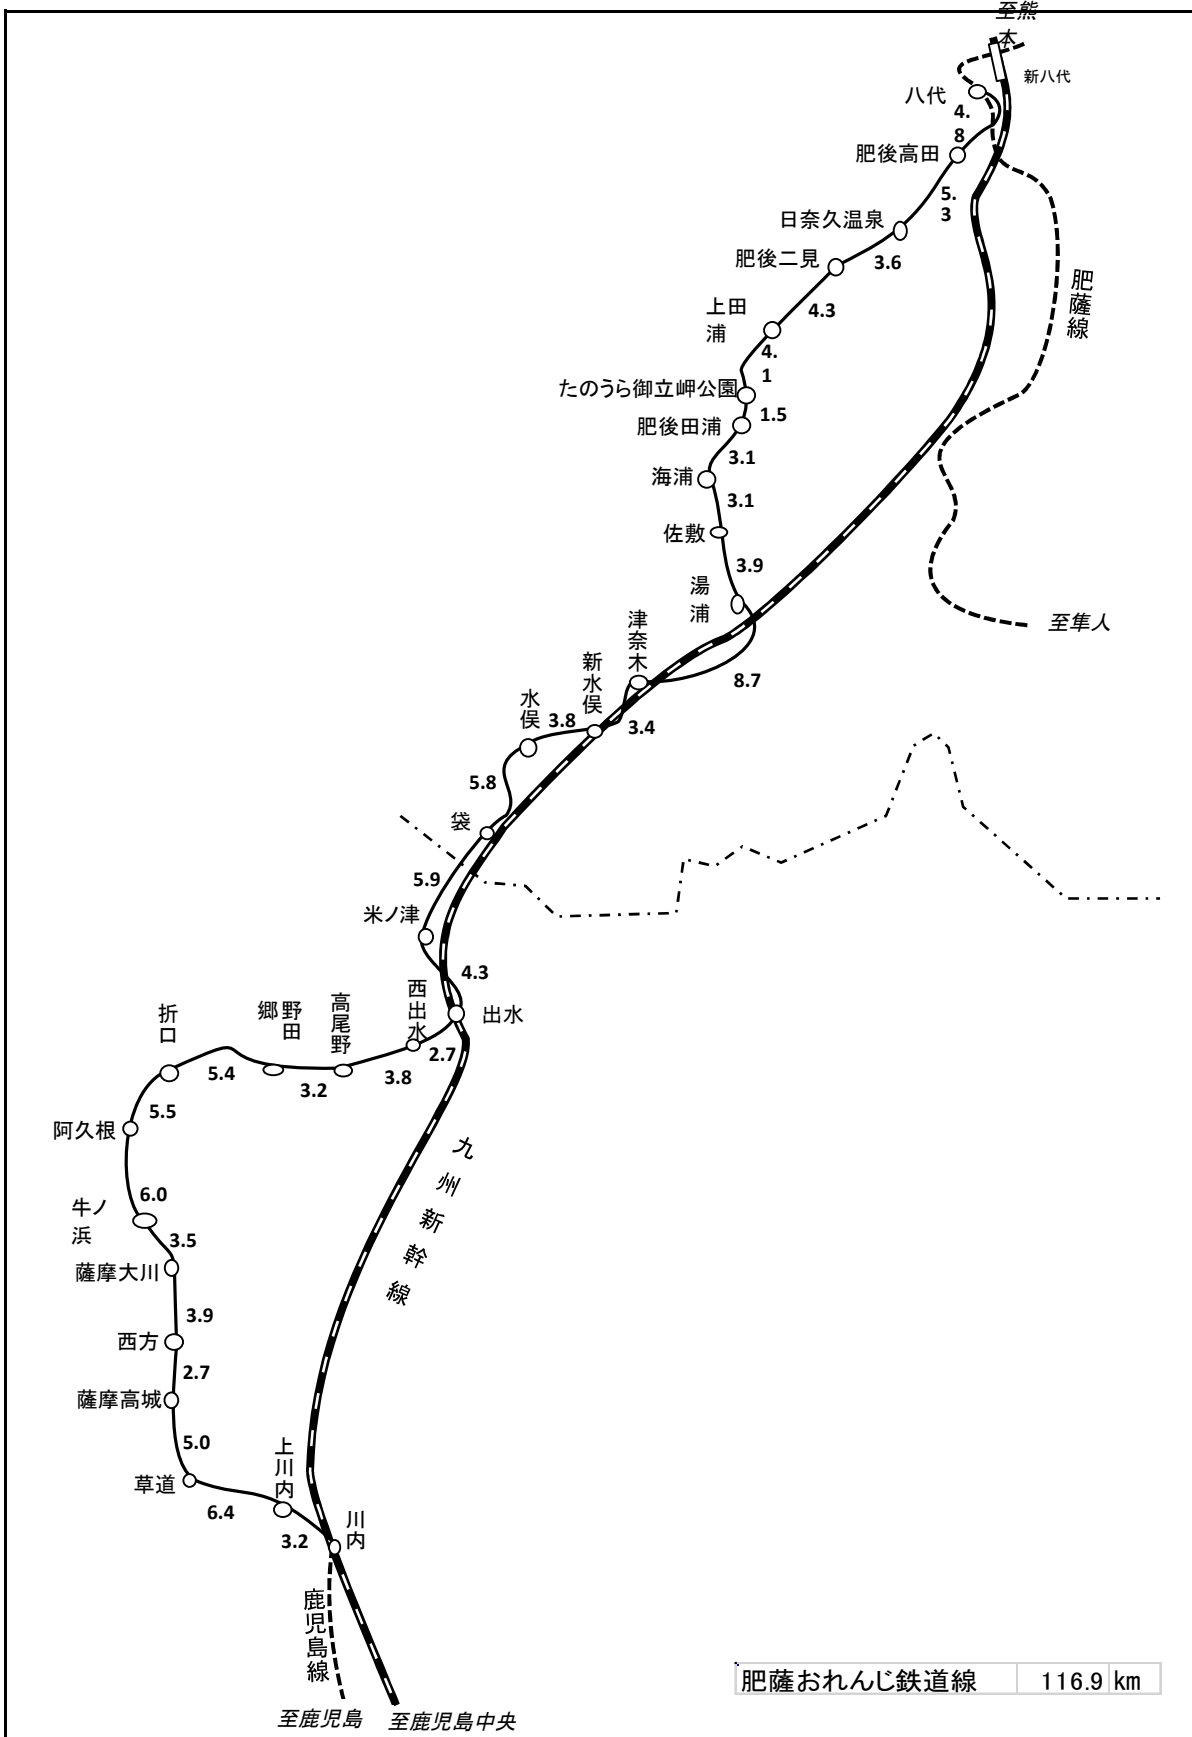 至熊
本
新八代
八代
4.
8
肥後高田
5.
3
日奈久温泉
3.6
肥後二見
4.3
肥薩線
上田
浦
4.
1
たのうら御立岬公園
1.5
肥後田浦
3.1
海浦
3.1
佐敷
3.9
湯
浦
至隼人
津奈木
8.7
新水俣
3.4
水俣
3.8
5.8
袋
5.9
米ノ津
4.3
出水
西出水
2.7
高尾野
3.8
野田
郷
3.2
折口
5.4
5.5
阿久根
九州新幹線
6.0
牛ノ
浜
3.5
薩摩大川
3.9
西方
2.7
薩摩高城
5.0
草道
6.4
上川内
3.2
川内
鹿児島線
至鹿児島
至鹿児島中央
肥薩おれんじ鉄道線 116.9 km